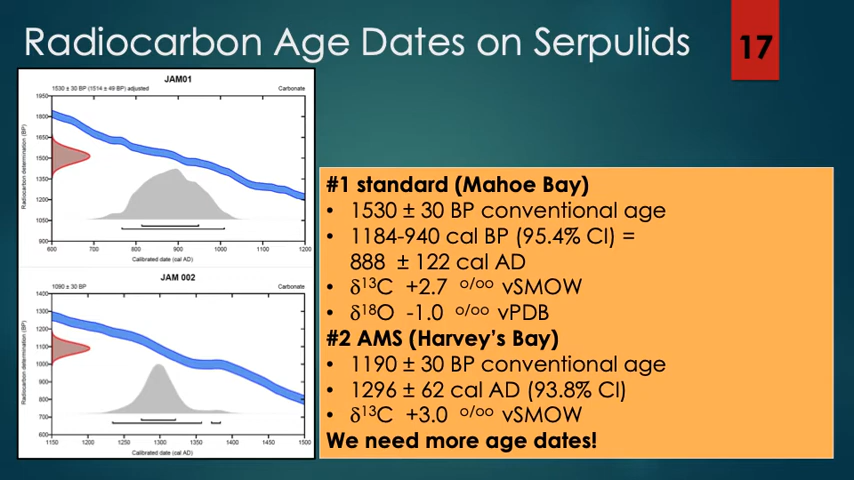 Radiocarbon Age Dates on Serpulids
17
JAM01
1530 ± 30 BP (1514 ± 49 BP) adjusted Carbonate
Radiocarbon determination (BP)
1950
1800
1650
1500
1350
1200
1050
900
600 700 800 900 1000 1100 1200
Calibrated date (cal AD)
JAM 002
1090 ± 30 BP Carbonate
Radiocarbon determination (BP)
1400
1300
1200
1100
1000
900
800
700
600
1150 1200 1250 1300 1350 1400 1450 1500
Calibrated date (cal AD)
#1 standard (Mahoe Bay)
• 1530 ± 30 BP conventional age
• 1184-940 cal BP (95.4% CI) =
888 ± 122 cal AD
• δ¹³C +2.7 o/oo vSMOW
• δ¹⁸O -1.0 o/oo vPDB
#2 AMS (Harvey's Bay)
• 1190 ± 30 BP conventional age
• 1296 ± 62 cal AD (93.8% CI)
• δ¹³C +3.0 o/oo vSMOW
We need more age dates!